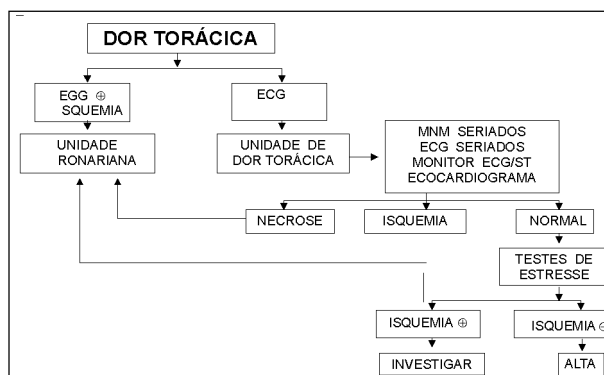 DOR TORÁCICA
EGG ⊕
SQUEMIA
ECG
UNIDADE
RONARIANA
UNIDADE DE
DOR TORÁCICA
MNM SERIADOS
ECG SERIADOS
MONITOR ECG/ST
ECOCARDIOGRAMA
NECROSE
ISQUEMIA
NORMAL
TESTES DE
ESTRESSE
ISQUEMIA ⊕
ISQUEMIA ⊕
INVESTIGAR
ALTA